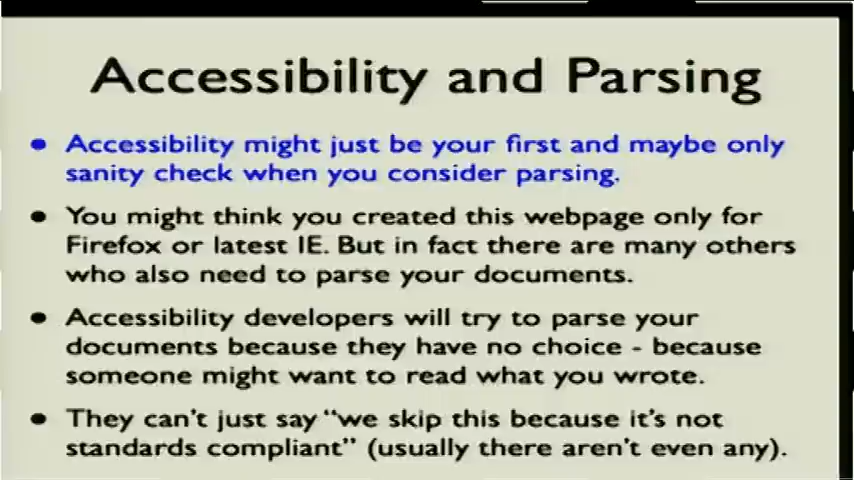 Accessibility and Parsing
• Accessibility might just be your first and maybe only
sanity check when you consider parsing.
• You might think you created this webpage only for
Firefox or latest IE. But in fact there are many others
who also need to parse your documents.
• Accessibility developers will try to parse your
documents because they have no choice - because
someone might want to read what you wrote.
• They can't just say “we skip this because it's not
standards compliant” (usually there aren't even any).